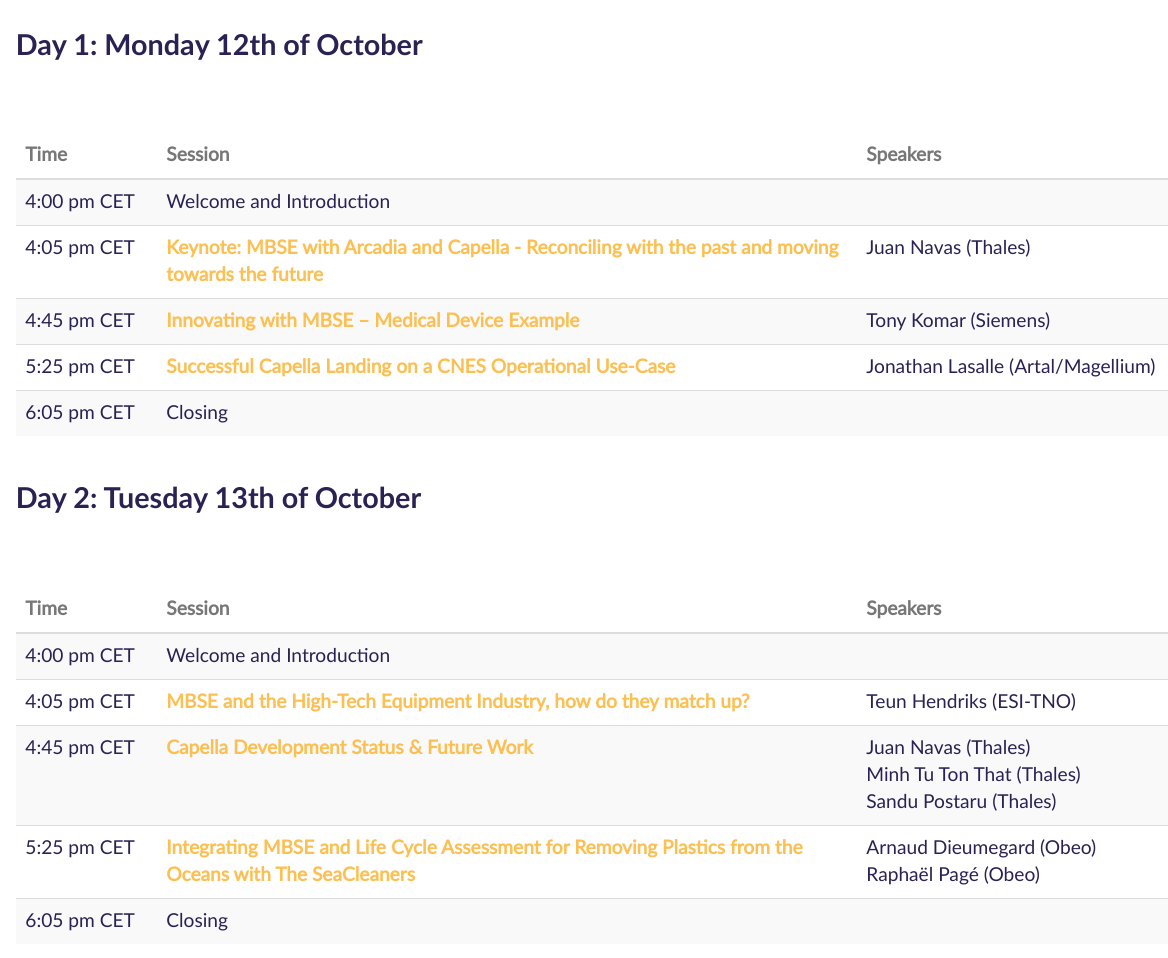 Day 1: Monday 12th of October
Time Session Speakers
4:00 pm CET Welcome and Introduction
4:05 pm CET Keynote: MBSE with Arcadia and Capella - Reconciling with the past and moving Juan Navas (Thales)
towards the future
4:45 pm CET Innovating with MBSE – Medical Device Example Tony Komar (Siemens)
5:25 pm CET Successful Capella Landing on a CNES Operational Use-Case Jonathan Lasalle (Artal/Magellium)
6:05 pm CET Closing
Day 2: Tuesday 13th of October
Time Session Speakers
4:00 pm CET Welcome and Introduction
4:05 pm CET MBSE and the High-Tech Equipment Industry, how do they match up? Teun Hendriks (ESI-TNO)
4:45 pm CET Capella Development Status & Future Work Juan Navas (Thales)
Minh Tu Ton That (Thales)
Sandu Postaru (Thales)
5:25 pm CET Integrating MBSE and Life Cycle Assessment for Removing Plastics from the Arnaud Dieumegard (Obeo)
Oceans with The SeaCleaners Raphaël Pagé (Obeo)
6:05 pm CET Closing